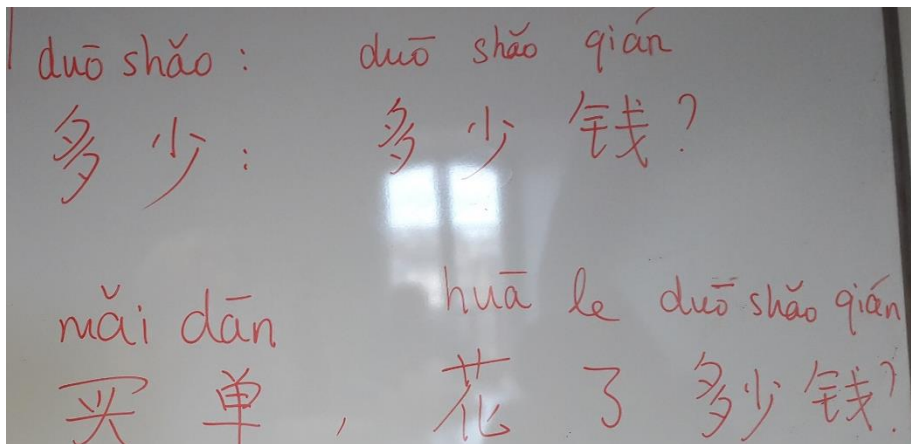 duō shǎo : duō shǎo qián
多少: 多少钱?
mǎi dān huā le duō shǎo qián
买单, 花了多少钱?